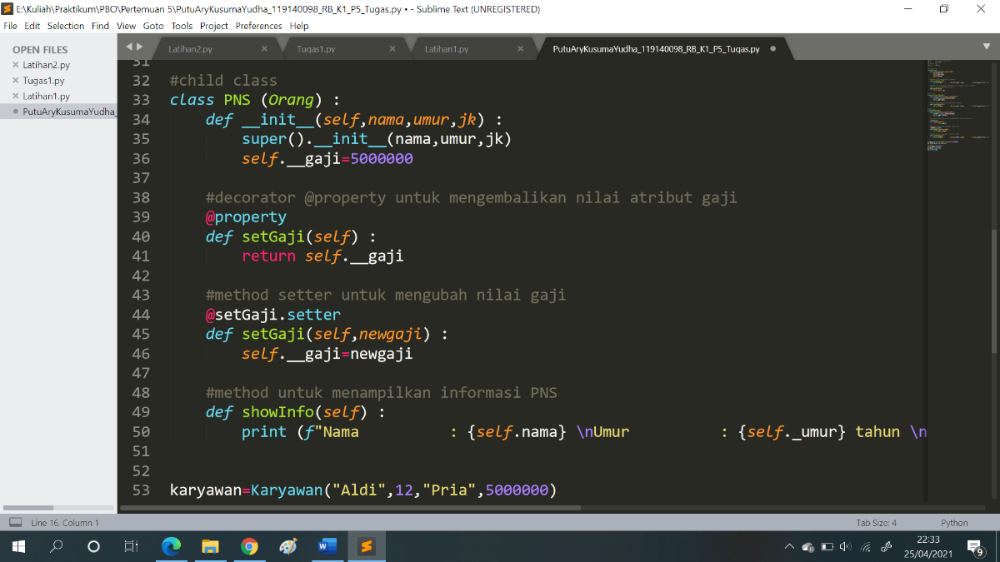 E:\Kuliah\Praktikum\PBO\Pertemuan 5\PutuAryKusumaYudha_119140098_RB_K1_P5_Tugas.py • - Sublime Text (UNREGISTERED)
File Edit Selection Find View Goto Tools Project Preferences Help
OPEN FILES
Latihan2.py
Tugas1.py
Latihan1.py
PutuAryKusumaYudha_
Latihan2.py Tugas1.py Latihan1.py PutuAryKusumaYudha_119140098_RB_K1_P5_Tugas.py
31
32 #child class
33 class PNS (Orang) :
34 def __init__(self,nama,umur,jk) :
35 super().__init__(nama,umur,jk)
36 self.__gaji=5000000
37
38 #decorator @property untuk mengembalikan nilai atribut gaji
39 @property
40 def setGaji(self) :
41 return self.__gaji
42
43 #method setter untuk mengubah nilai gaji
44 @setGaji.setter
45 def setGaji(self,newgaji) :
46 self.__gaji=newgaji
47
48 #method untuk menampilkan informasi PNS
49 def showInfo(self) :
50 print (f"Nama : {self.nama} \nUmur : {self._umur} tahun \n
51
52
53 karyawan=Karyawan("Aldi",12,"Pria",5000000)
Line 16, Column 1 Tab Size: 4 Python
22:33
25/04/2021
9